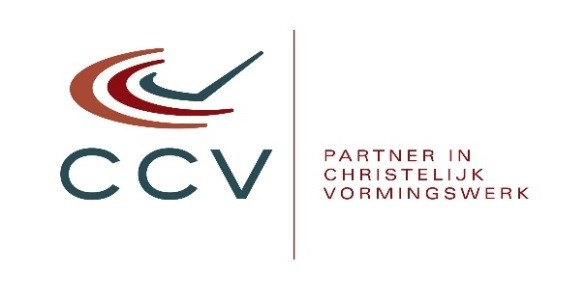 CCV
PARTNER IN
CHRISTELIJK
VORMINGSWERK